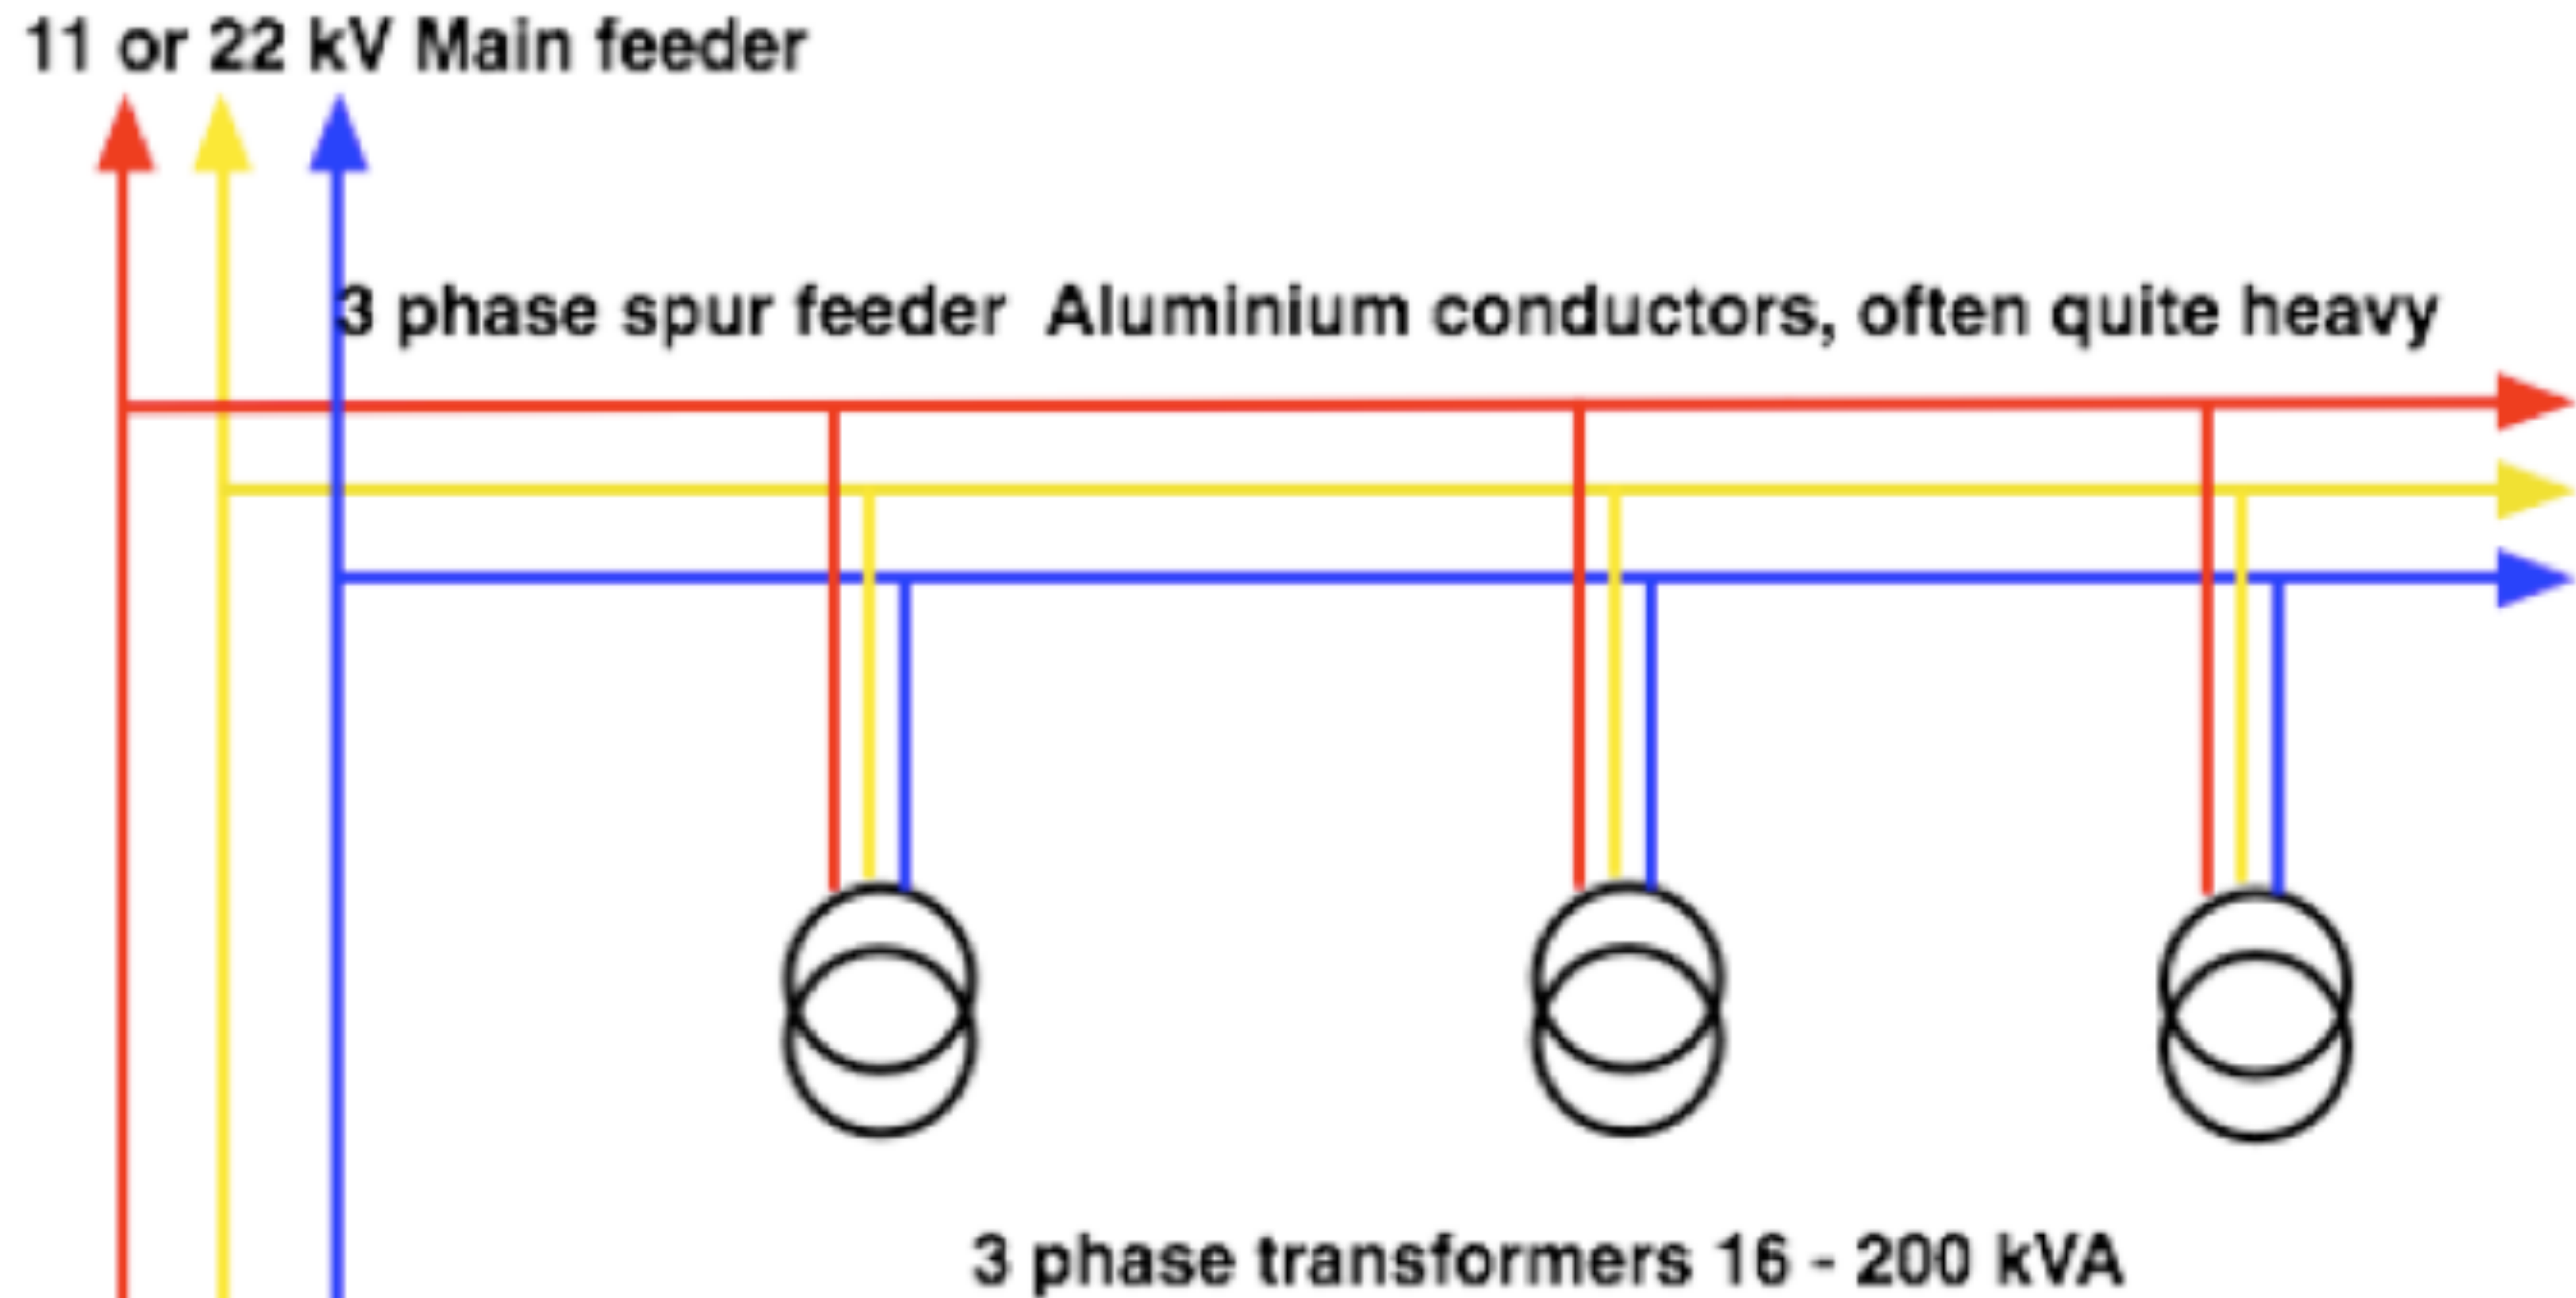 11 or 22 kV Main feeder
3 phase spur feeder  Aluminium conductors, often quite heavy
3 phase transformers 16 - 200 kVA